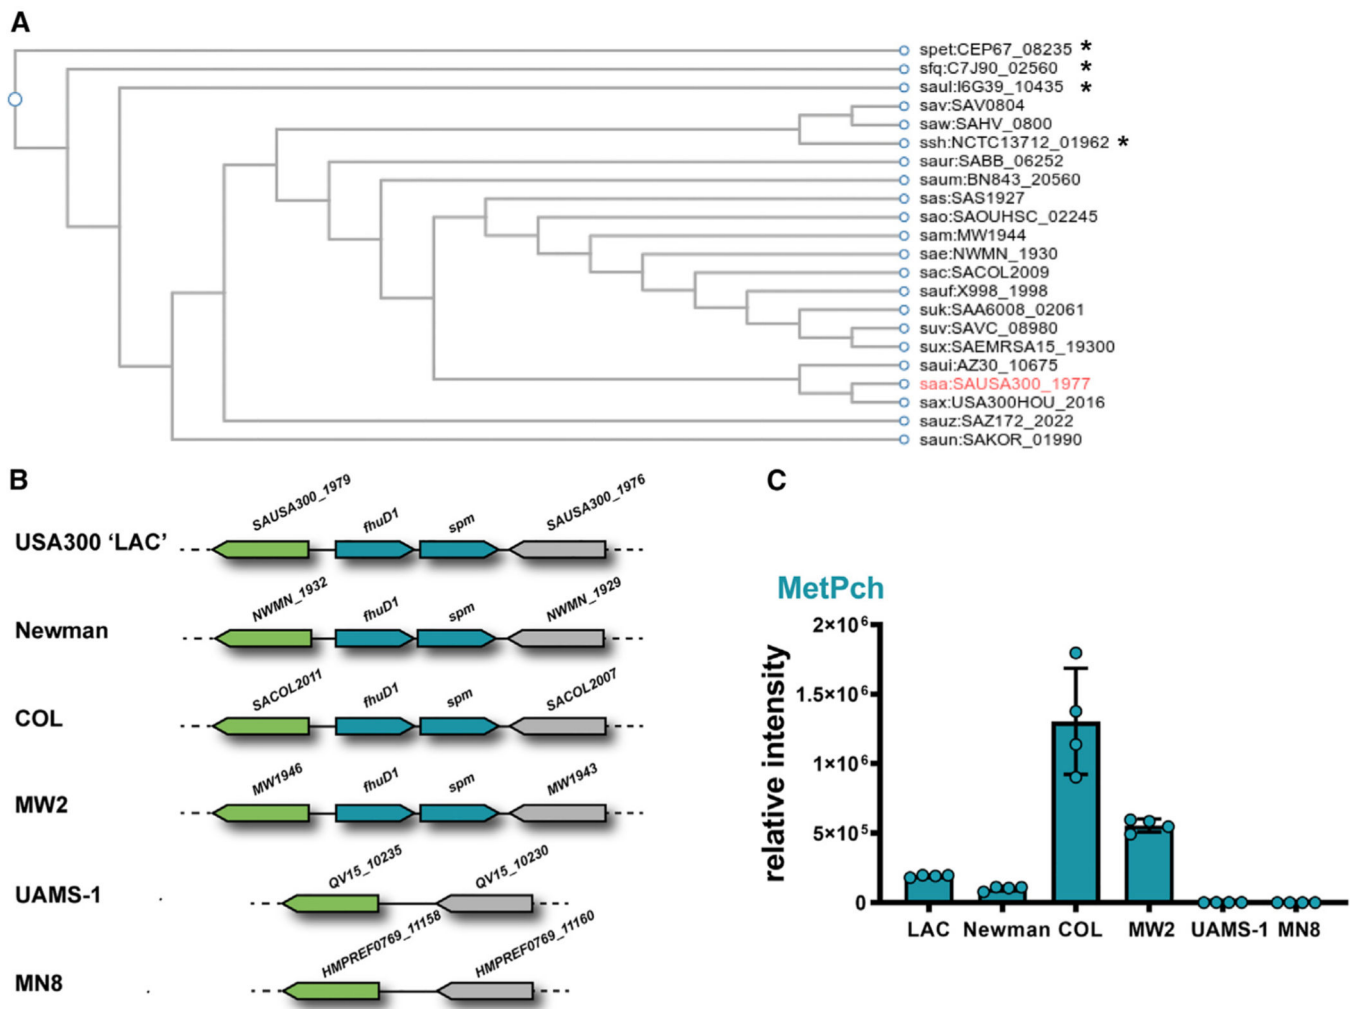 A
spet:CEP67_08235 *
sfq:C7J90_02560 *
saul:I6G39_10435 *
sav:SAV0804
saw:SAHV_0800
ssh:NCTC13712_01962 *
saur:SABB_06252
saum:BN843_20560
sas:SAS1927
sao:SAOUHSC_02245
sam:MW1944
sae:NWMN_1930
sac:SACOL2009
sauf:X998_1998
suk:SAA6008_02061
suv:SAVC_08980
sux:SAEMRSA15_19300
saui:AZ30_10675
saa:SAUSA300_1977
sax:USA300HOU_2016
sauz:SAZ172_2022
saun:SAKOR_01990
B
SAUSA300_1979 fhuD1 spm SAUSA300_1976
USA300 ‘LAC’
NWMN_1932 fhuD1 spm NWMN_1929
Newman
SACOL2011 fhuD1 spm SACOL2007
COL
MW1946 fhuD1 spm MW1943
MW2
QV15_10235 QV15_10230
UAMS-1
HMPREF0769_11158 HMPREF0769_11160
MN8
C
MetPch
relative intensity
2×10⁶
1.5×10⁶
1×10⁶
5×10⁵
0
LAC Newman COL MW2 UAMS-1 MN8